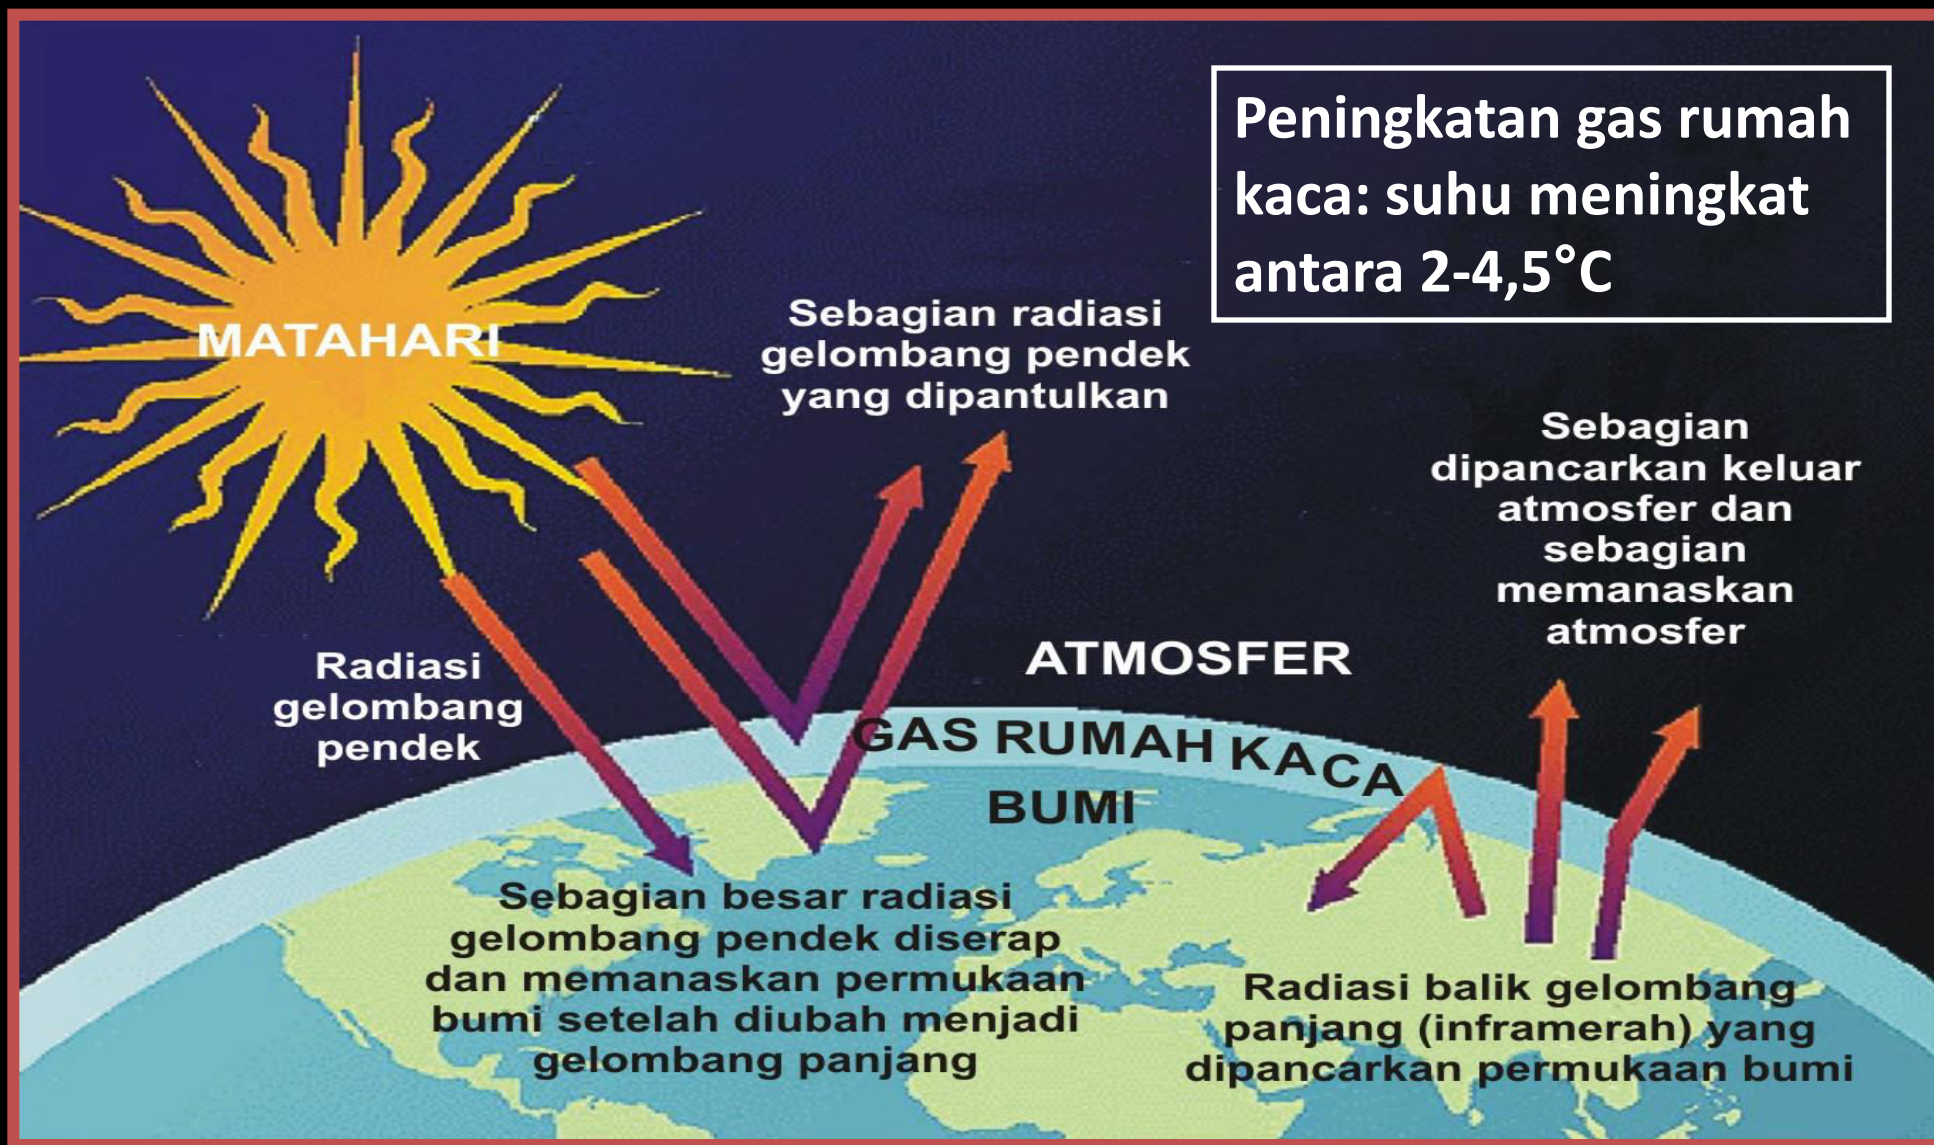 Peningkatan gas rumah
kaca: suhu meningkat
antara 2-4,5°C
MATAHARI
Sebagian radiasi
gelombang pendek
yang dipantulkan
Sebagian
dipancarkan keluar
atmosfer dan
sebagian
memanaskan
atmosfer
Radiasi
gelombang
pendek
ATMOSFER
GAS RUMAH KACA
BUMI
Sebagian besar radiasi
gelombang pendek diserap
dan memanaskan permukaan
bumi setelah diubah menjadi
gelombang panjang
Radiasi balik gelombang
panjang (inframerah) yang
dipancarkan permukaan bumi